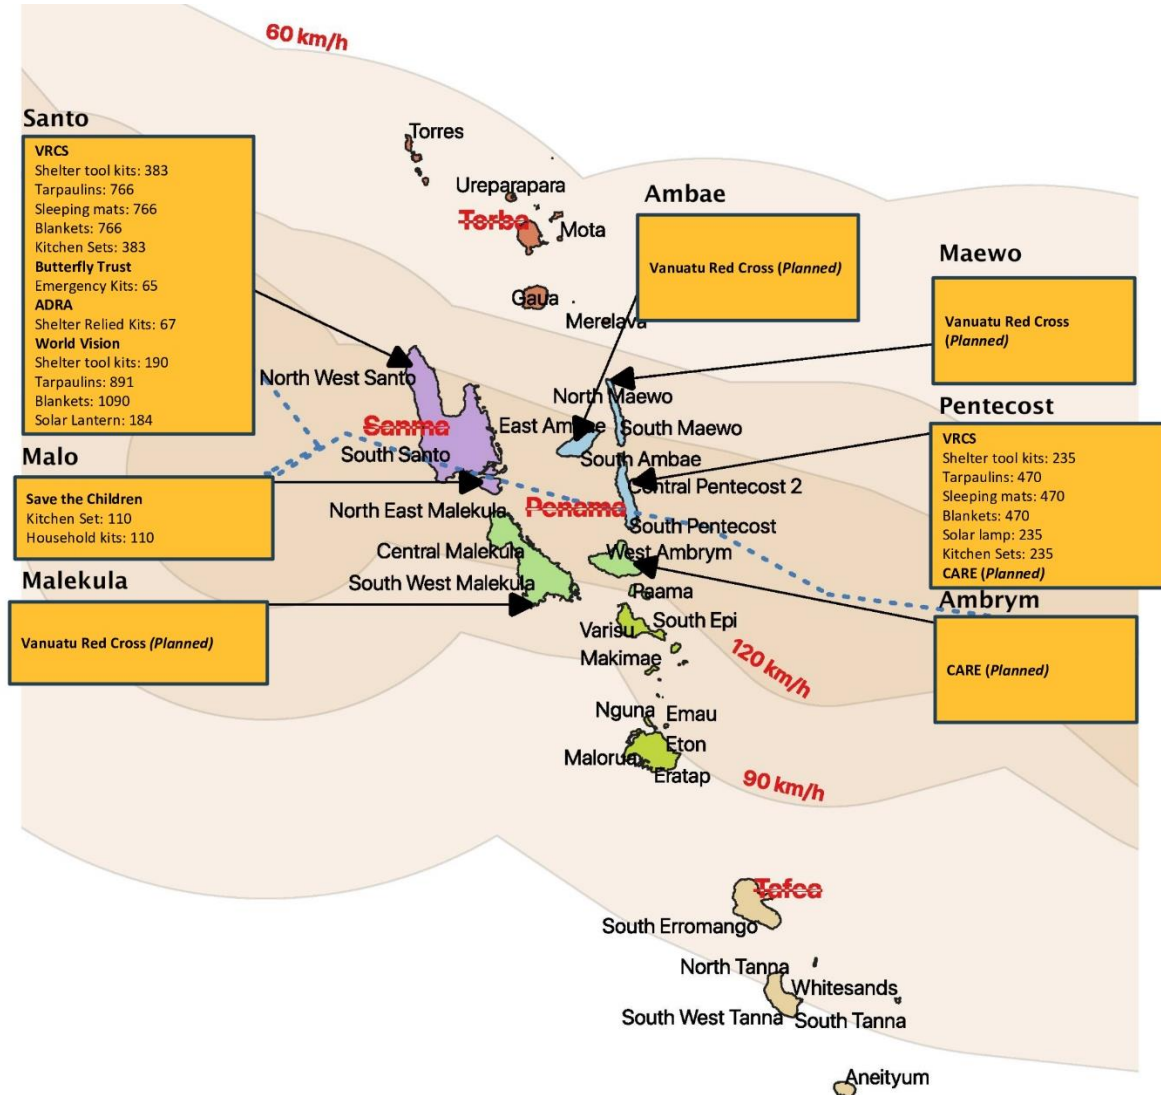 60 km/h
Santo
VRCS
Shelter tool kits: 383
Tarpaulins: 766
Sleeping mats: 766
Blankets: 766
Kitchen Sets: 383
Butterfly Trust
Emergency Kits: 65
ADRA
Shelter Relied Kits: 67
World Vision
Shelter tool kits: 190
Tarpaulins: 891
Blankets: 1090
Solar Lantern: 184
Malo
Save the Children
Kitchen Set: 110
Household kits: 110
Malekula
Vanuatu Red Cross (Planned)
Torres
Ureparapara
Torba
Mota
Gaua
Merelava
Ambae
Vanuatu Red Cross (Planned)
Maewo
Vanuatu Red Cross
(Planned)
Pentecost
VRCS
Shelter tool kits: 235
Tarpaulins: 470
Sleeping mats: 470
Blankets: 470
Solar lamp: 235
Kitchen Sets: 235
CARE (Planned)
Ambrym
CARE (Planned)
North West Santo
North Maewo
Sanma
East Ambae
South Maewo
South Santo
South Ambae
Central Pentecost 2
North East Malekula
Penama
South Pentecost
Central Malekula
West Ambrym
South West Malekula
Paama
Varisu
South Epi
Makimae
120 km/h
Nguna
Emau
Malorua
Eton
Eratap
90 km/h
Tafea
South Erromango
North Tanna
Whitesands
South West Tanna
South Tanna
Aneityum